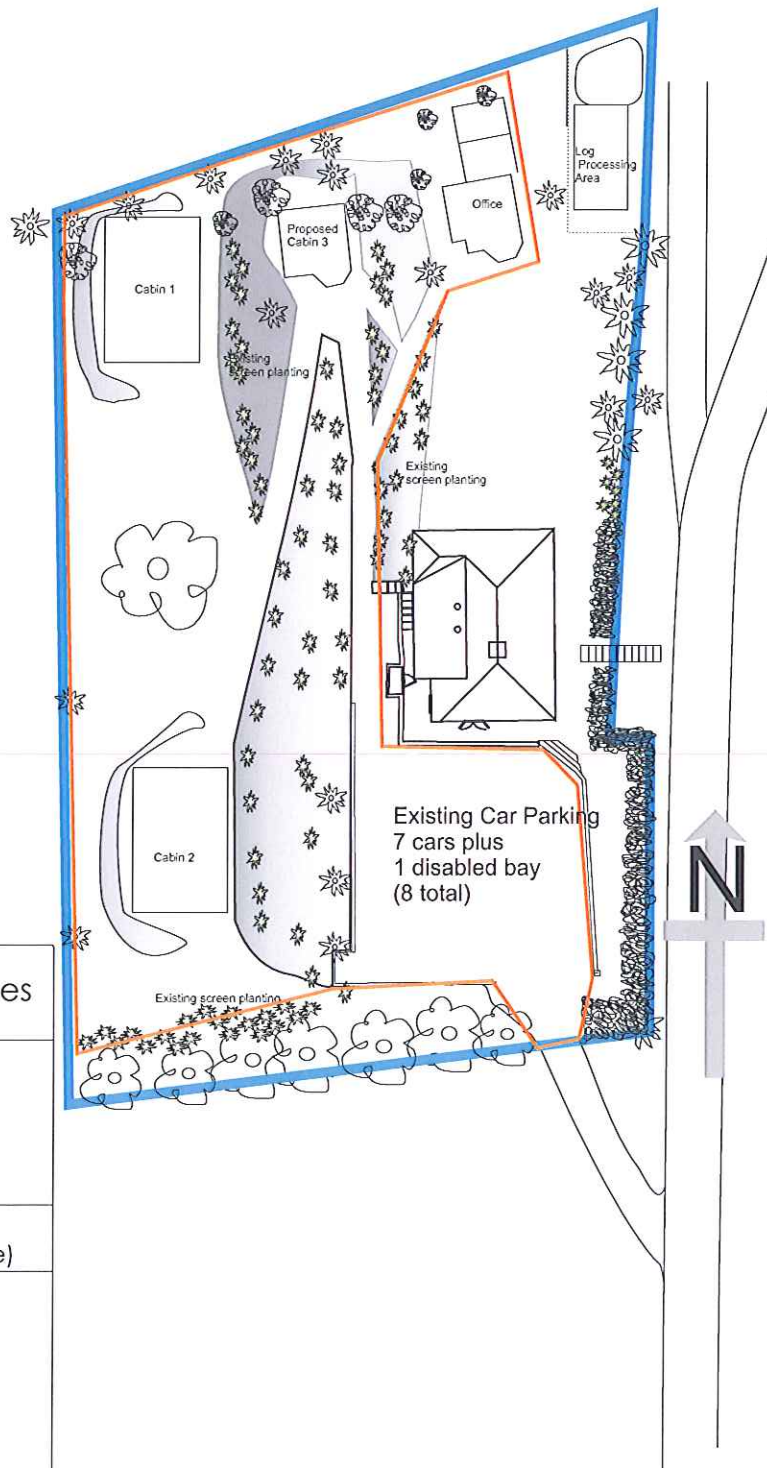 Log
Processing
Area
Office
Proposed
Cabin 3
Cabin 1
Existing
screen planting
Existing
screen planting
Existing Car Parking
7 cars plus
1 disabled bay
(8 total)
N
Cabin 2
es
Existing screen planting
e)